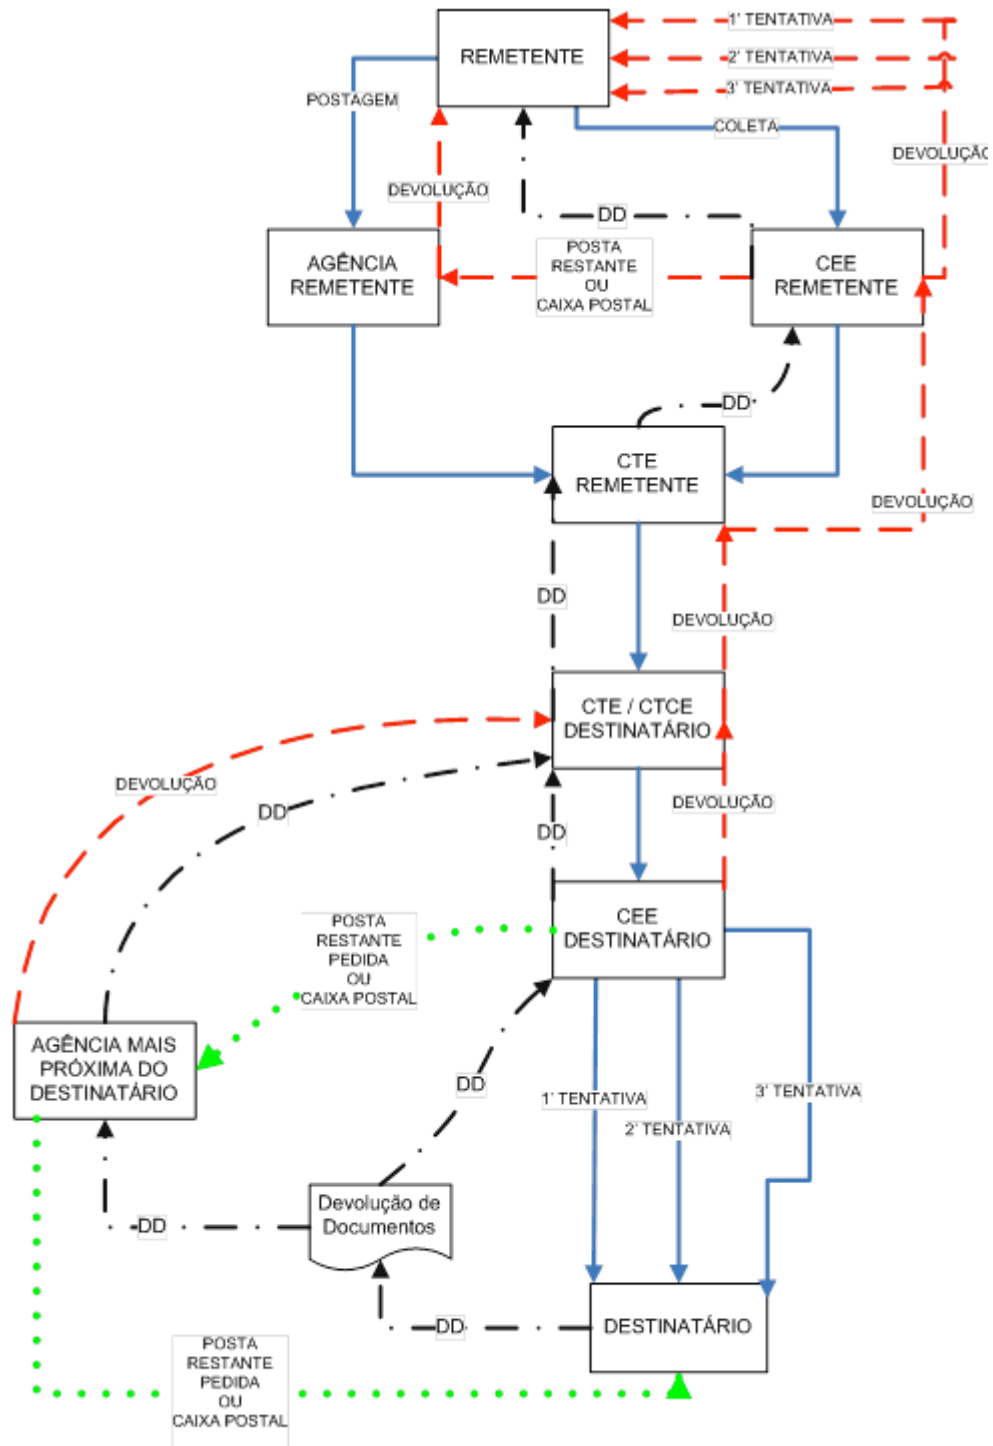 1' TENTATIVA
REMETENTE
2' TENTATIVA
3' TENTATIVA
POSTAGEM
COLETA
DEVOLUÇÃO
DEVOLUÇÃO
DD
AGÊNCIA
REMETENTE
POSTA
RESTANTE
OU
CAIXA POSTAL
CEE
REMETENTE
DD
CTE
REMETENTE
DEVOLUÇÃO
DD
DEVOLUÇÃO
CTE / CTCE
DESTINATÁRIO
DEVOLUÇÃO
DD
DD
DEVOLUÇÃO
CEE
DESTINATÁRIO
POSTA
RESTANTE
PEDIDA
OU
CAIXA POSTAL
AGÊNCIA MAIS
PRÓXIMA DO
DESTINATÁRIO
DD
1' TENTATIVA
2' TENTATIVA
3' TENTATIVA
Devolução de
Documentos
DD
DD
DESTINATÁRIO
POSTA
RESTANTE
PEDIDA
OU
CAIXA POSTAL